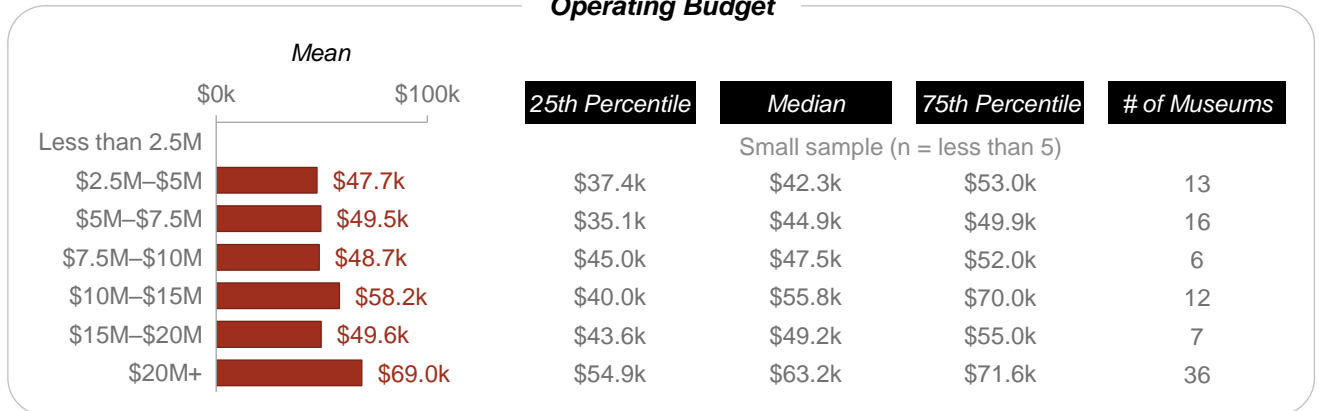 Operating Budget
Mean
$0k $100k 25th Percentile Median 75th Percentile # of Museums
Less than 2.5M Small sample (n = less than 5)
$2.5M–$5M $47.7k $37.4k $42.3k $53.0k 13
$5M–$7.5M $49.5k $35.1k $44.9k $49.9k 16
$7.5M–$10M $48.7k $45.0k $47.5k $52.0k 6
$10M–$15M $58.2k $40.0k $55.8k $70.0k 12
$15M–$20M $49.6k $43.6k $49.2k $55.0k 7
$20M+ $69.0k $54.9k $63.2k $71.6k 36